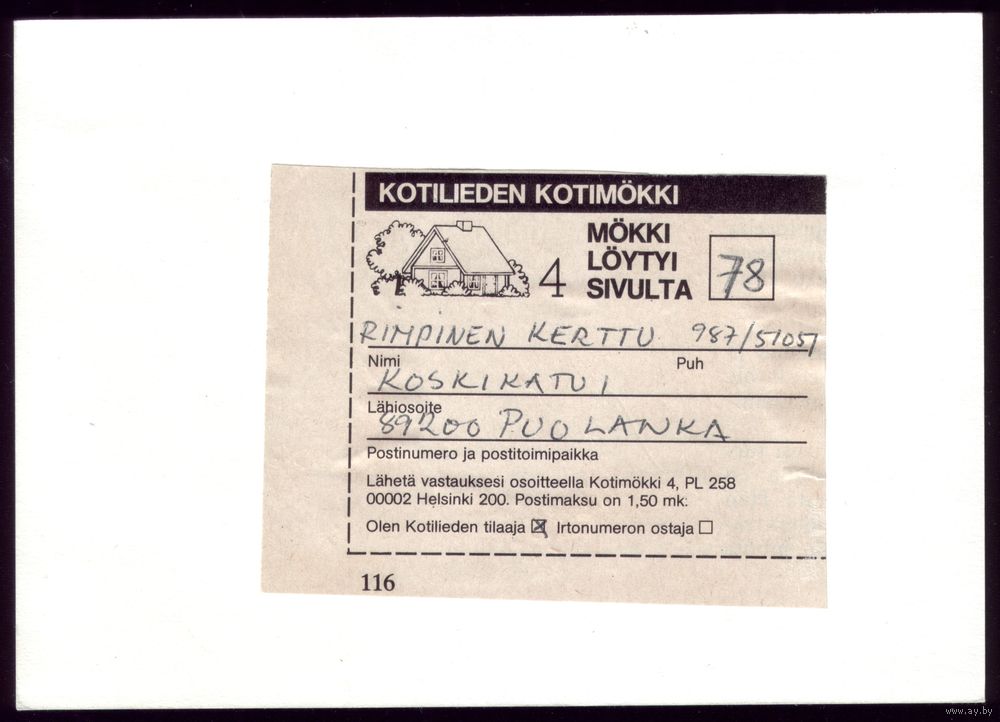 KOTILIEDEN KOTIMÖKKI
4
MÖKKI
LÖYTYI
SIVULTA
78
RIMPINEN KERTTU 987/51051
Nimi Puh
KOSKIKATU 1
Lähiosoite
89200 PUOLANKA
Postinumero ja postitoimipaikka
Lähetä vastauksesi osoitteella Kotimökki 4, PL 258
00002 Helsinki 200. Postimaksu on 1,50 mk.
Olen Kotilieden tilaaja ☒ Irtonumeron ostaja ☐
116
www.ay.by